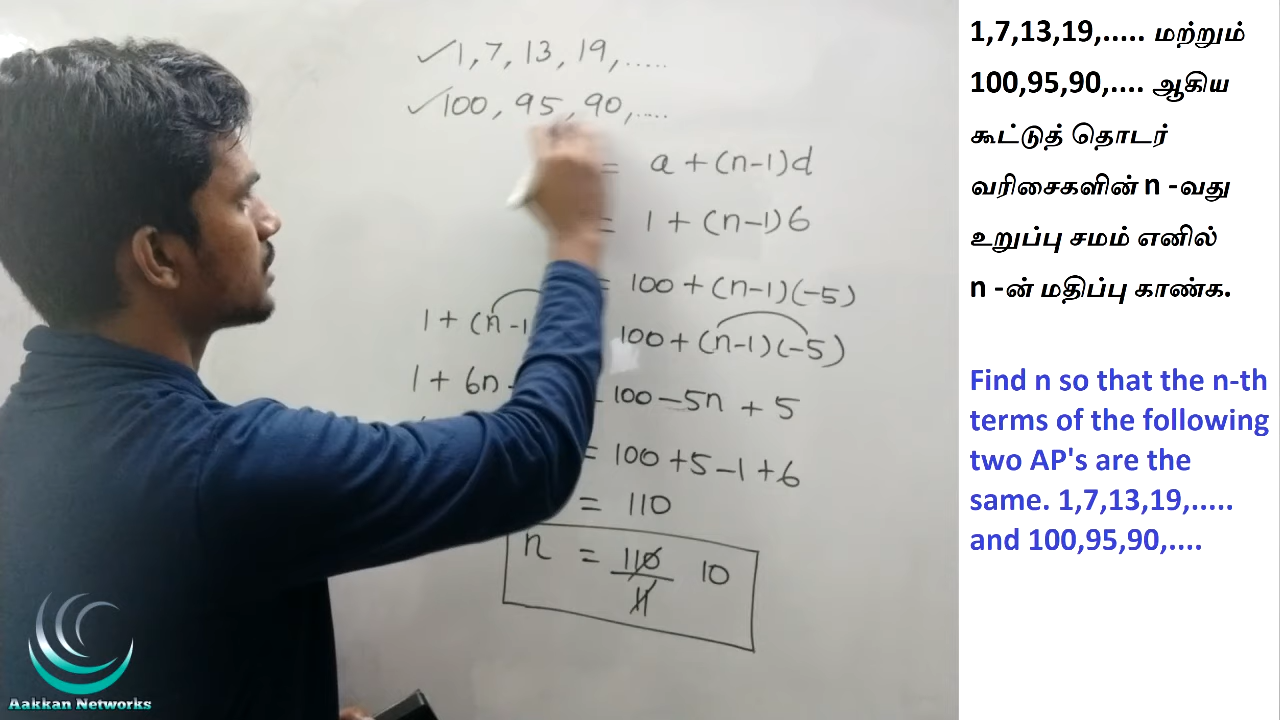 ✓1, 7, 13, 19, .....
✓100, 95, 90, ....
= a + (n-1)d
= 1 + (n-1)6
= 100 + (n-1)(-5)
1 + (n-1 100 + (n-1)(-5)
1 + 6n - 100 - 5n + 5
= 100 + 5 - 1 + 6
= 110
n = 110/11 10
Aakkan Networks
1,7,13,19,..... மற்றும்
100,95,90,.... ஆகிய
கூட்டுத் தொடர்
வரிசைகளின் n -வது
உறுப்பு சமம் எனில்
n -ன் மதிப்பு காண்க.
Find n so that the n-th
terms of the following
two AP's are the
same. 1,7,13,19,.....
and 100,95,90,....